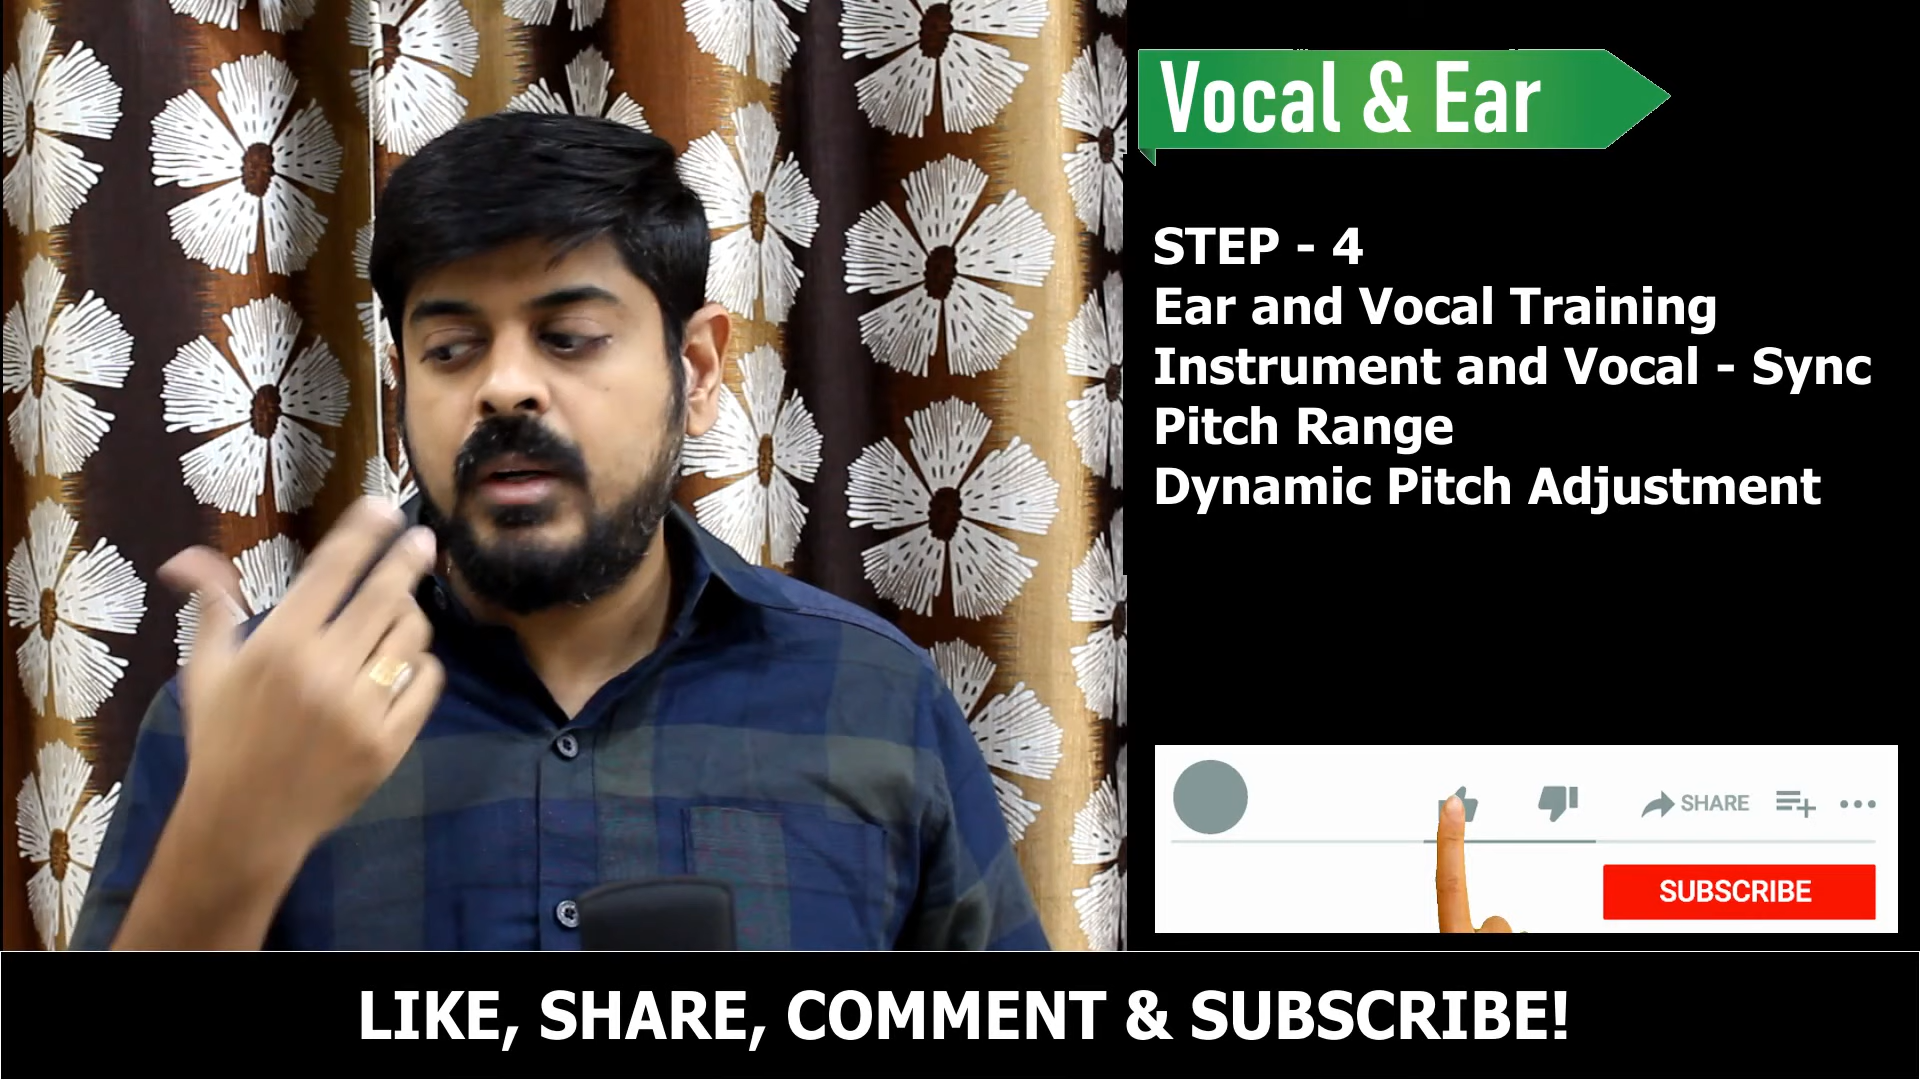 Vocal & Ear
STEP - 4
Ear and Vocal Training
Instrument and Vocal - Sync
Pitch Range
Dynamic Pitch Adjustment
SHARE
SUBSCRIBE
LIKE, SHARE, COMMENT & SUBSCRIBE!